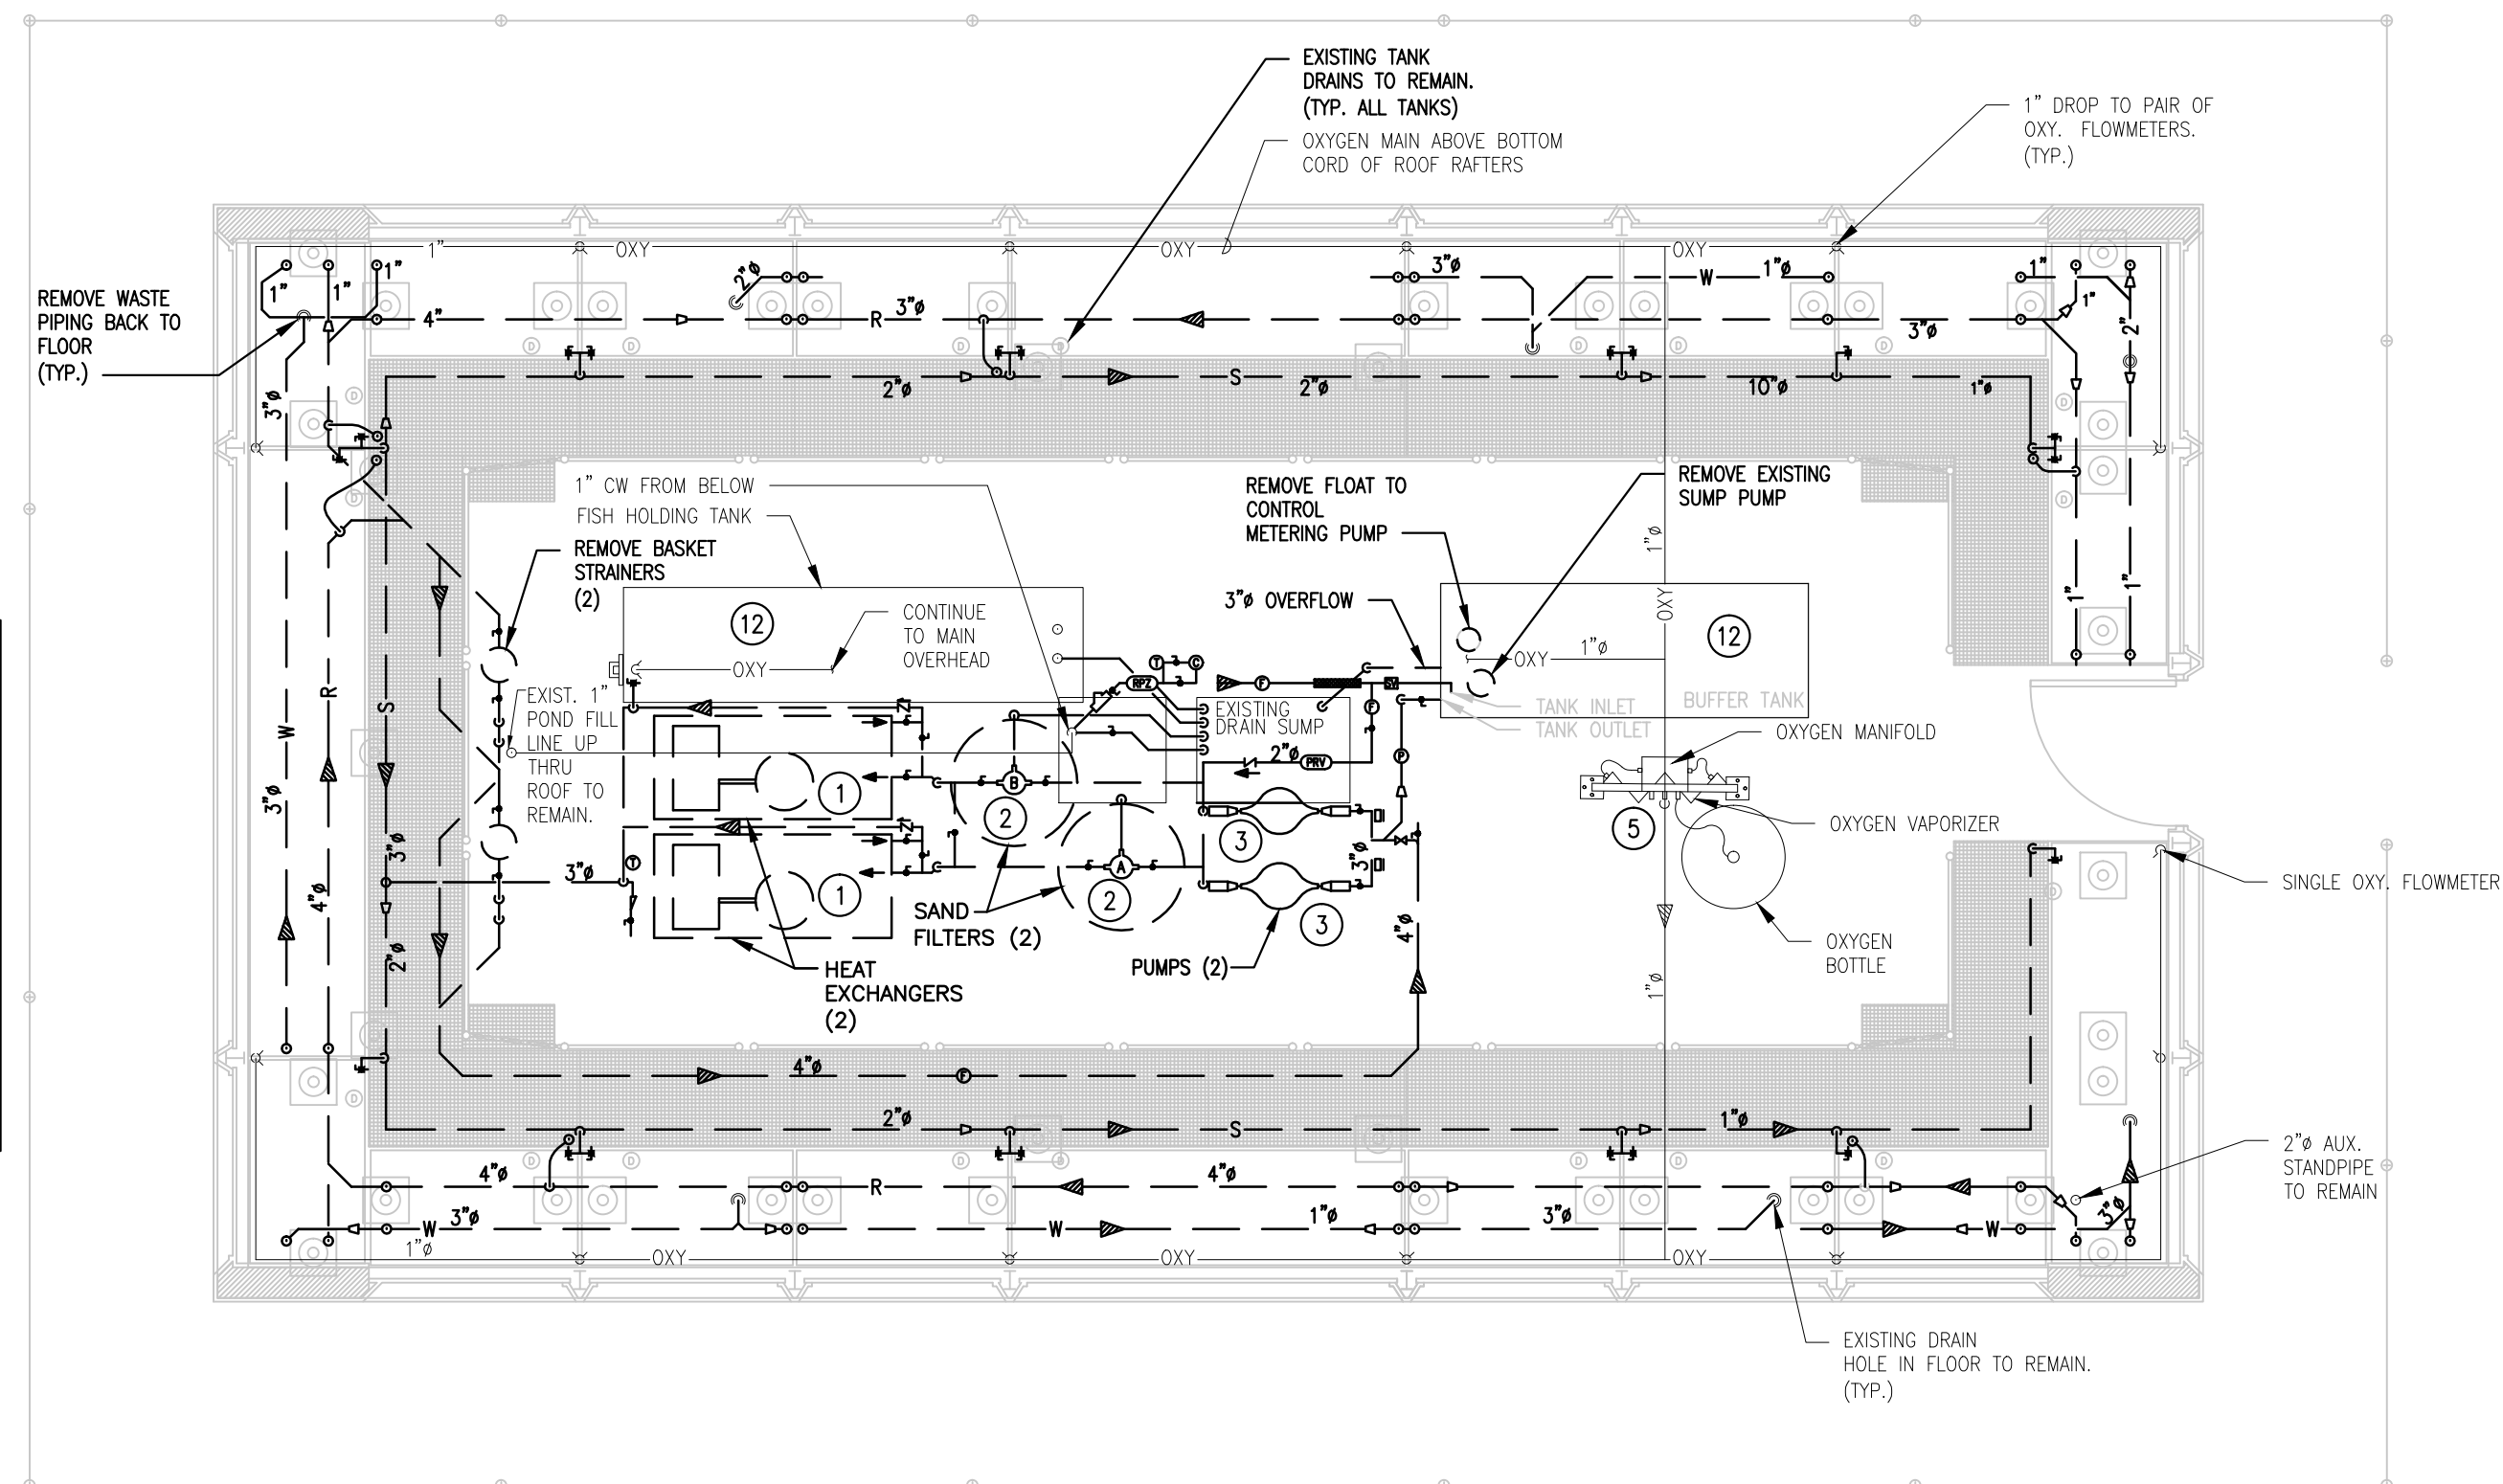 EXISTING TANK
DRAINS TO REMAIN.
(TYP. ALL TANKS)
OXYGEN MAIN ABOVE BOTTOM
CORD OF ROOF RAFTERS
1" DROP TO PAIR OF
OXY. FLOWMETERS.
(TYP.)
REMOVE WASTE
PIPING BACK TO
FLOOR
(TYP.)
1"
OXY
OXY
OXY
1"
1"
1"
2"ø
3"ø
W
1"ø
1"
1"
2"
4"
R
3"ø
3"ø
D
D
D
D
D
D
D
2"ø
S
2"ø
10"ø
1"ø
3"ø
D
D
D
D
1" CW FROM BELOW
FISH HOLDING TANK
REMOVE BASKET
STRAINERS
(2)
REMOVE FLOAT TO
CONTROL
METERING PUMP
REMOVE EXISTING
SUMP PUMP
1"ø
OXY
1"
1"
12
CONTINUE
TO MAIN
OVERHEAD
OXY
3"ø OVERFLOW
12
OXY
1"ø
T
C
RPZ
F
F
BUFFER TANK
TANK INLET
TANK OUTLET
EXIST. 1"
POND FILL
LINE UP
THRU
ROOF TO
REMAIN.
EXISTING
DRAIN SUMP
2"ø
PRV
P
R
S
W
3"ø
OXYGEN MANIFOLD
OXYGEN VAPORIZER
5
1
B
2
3
3"ø
3"ø
T
3"ø
A
1
2
3
4"ø
SINGLE OXY. FLOWMETER
D
SAND
FILTERS (2)
PUMPS (2)
HEAT
EXCHANGERS
(2)
OXYGEN
BOTTLE
4"ø
2"ø
1"ø
4"ø
F
D
2"ø
S
1"ø
D
D
D
D
D
D
D
4"ø
R
4"ø
W
3"ø
W
1"ø
3"ø
W
3"ø
1"ø
OXY
OXY
OXY
2"ø AUX.
STANDPIPE
TO REMAIN
EXISTING DRAIN
HOLE IN FLOOR TO REMAIN.
(TYP.)